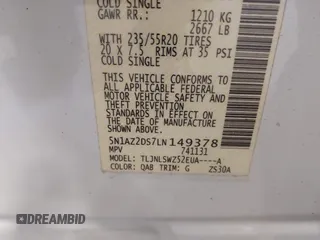 COLD SINGLE
GAWR RR.: 1210 KG
2667 LB
WITH 235/55R20 TIRES
20 X 7.5 RIMS AT 35 PSI
COLD SINGLE
THIS VEHICLE CONFORMS TO
ALL APPLICABLE FEDERAL
MOTOR VEHICLE SAFETY AND
THEFT PREVENTION
STANDARDS IN EFFECT ON
THE DATE OF MANUFACTURE
SHOWN ABOVE.
5N1AZ2DS7LN149378
MPV 741131
MODEL: TLJNLSWZ52EUA----A
COLOR: QAB TRIM: G Z530A
DREAMBID